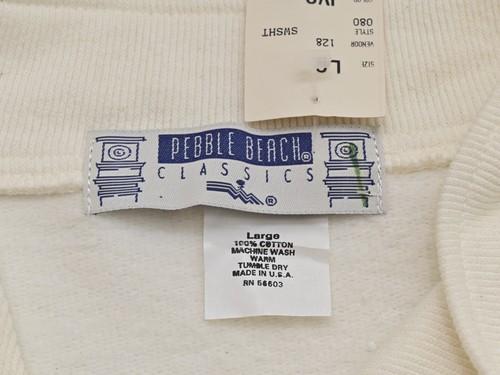 080
STYLE
VENDOR
128
SWSHT
SIZE
PEBBLE BEACH®
CLASSICS
®
Large
100% COTTON
MACHINE WASH
WARM
TUMBLE DRY
MADE IN U.S.A.
RN 56603